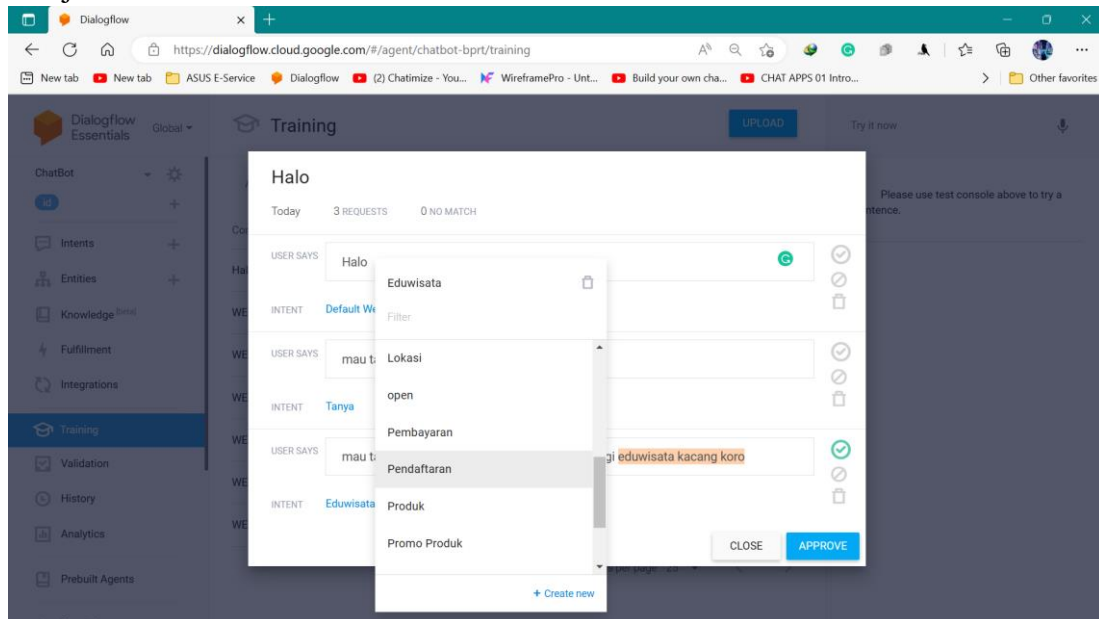 Dialogflow
https://dialogflow.cloud.google.com/#/agent/chatbot-bprt/training
New tab New tab ASUS E-Service Dialogflow (2) Chatimize - You... WireframePro - Unt... Build your own cha... CHAT APPS 01 Intro... Other favorites
Dialogflow
Essentials Global
Training
UPLOAD
Try it now
ChatBot
id
Intents
Entities
Knowledge [beta]
Fulfillment
Integrations
Training
Validation
History
Analytics
Prebuilt Agents
Please use test console above to try a
ntence.
Halo
Today 3 REQUESTS 0 NO MATCH
USER SAYS Halo
INTENT Default We
USER SAYS mau ta
INTENT Tanya
USER SAYS mau ta gi eduwisata kacang koro
INTENT Eduwisata
Eduwisata
Filter
Lokasi
open
Pembayaran
Pendaftaran
Produk
Promo Produk
+ Create new
CLOSE APPROVE